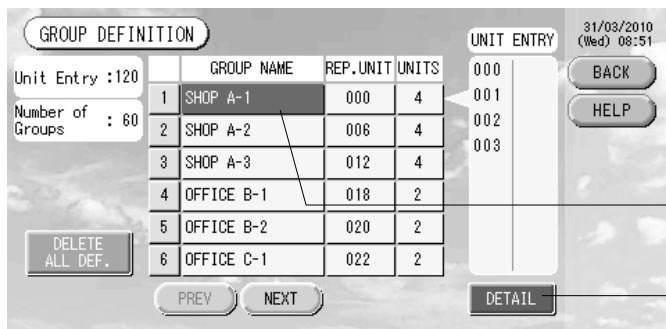 GROUP DEFINITION
31/03/2010
(Wed) 08:51
UNIT ENTRY
Unit Entry :120
Number of Groups : 60
GROUP NAME REP.UNIT UNITS
1 SHOP A-1 000 4
2 SHOP A-2 006 4
3 SHOP A-3 012 4
4 OFFICE B-1 018 2
5 OFFICE B-2 020 2
6 OFFICE C-1 022 2
000
001
002
003
BACK
HELP
DELETE
ALL DEF.
PREV
NEXT
DETAIL